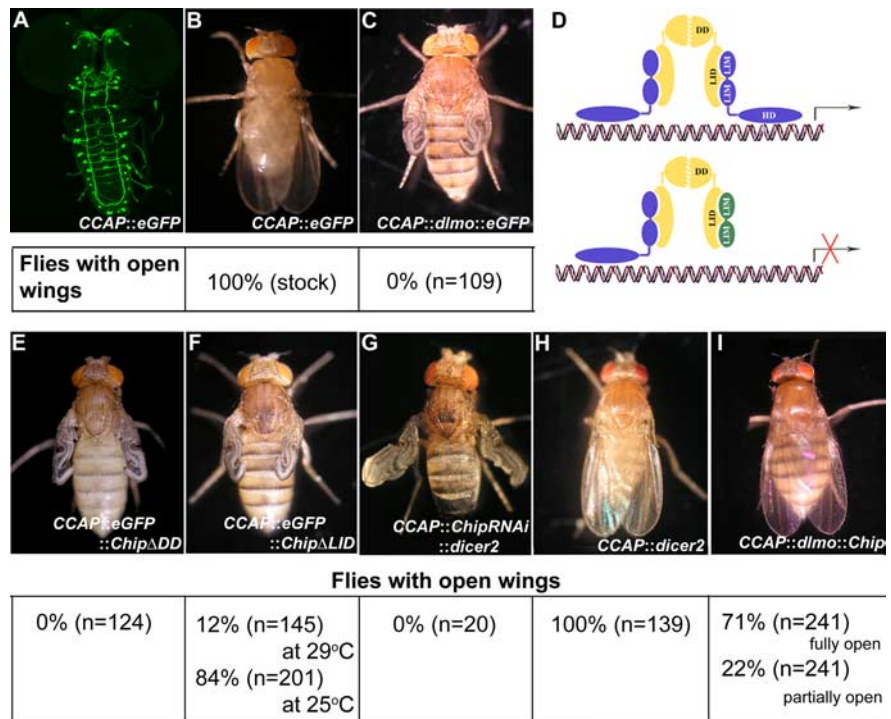 A
CCAP::eGFP
B
CCAP::eGFP
C
CCAP::dlmo::eGFP
D
DD
LID
LIM
LIM
HD
DD
LID
LIM
LIM
Flies with open
wings
100% (stock)
0% (n=109)
E
CCAP::eGFP
::ChipΔDD
F
CCAP::eGFP
::ChipΔLID
G
CCAP::ChipRNAi
::dicer2
H
CCAP::dicer2
I
CCAP::dlmo::Chip
Flies with open wings
0% (n=124)
12% (n=145)
at 29°C
84% (n=201)
at 25°C
0% (n=20)
100% (n=139)
71% (n=241)
fully open
22% (n=241)
partially open